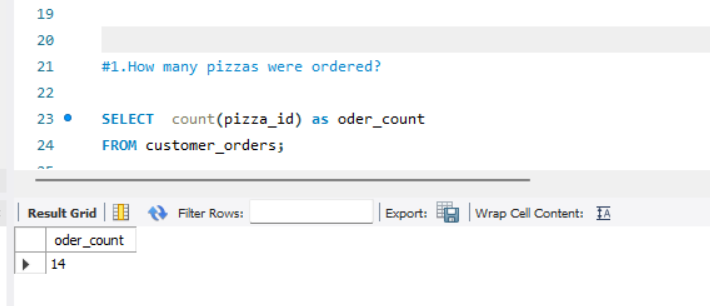 19
20
21 #1.How many pizzas were ordered?
22
23 SELECT count(pizza_id) as oder_count
24 FROM customer_orders;
Result Grid Filter Rows: Export: Wrap Cell Content: IA
oder_count
14